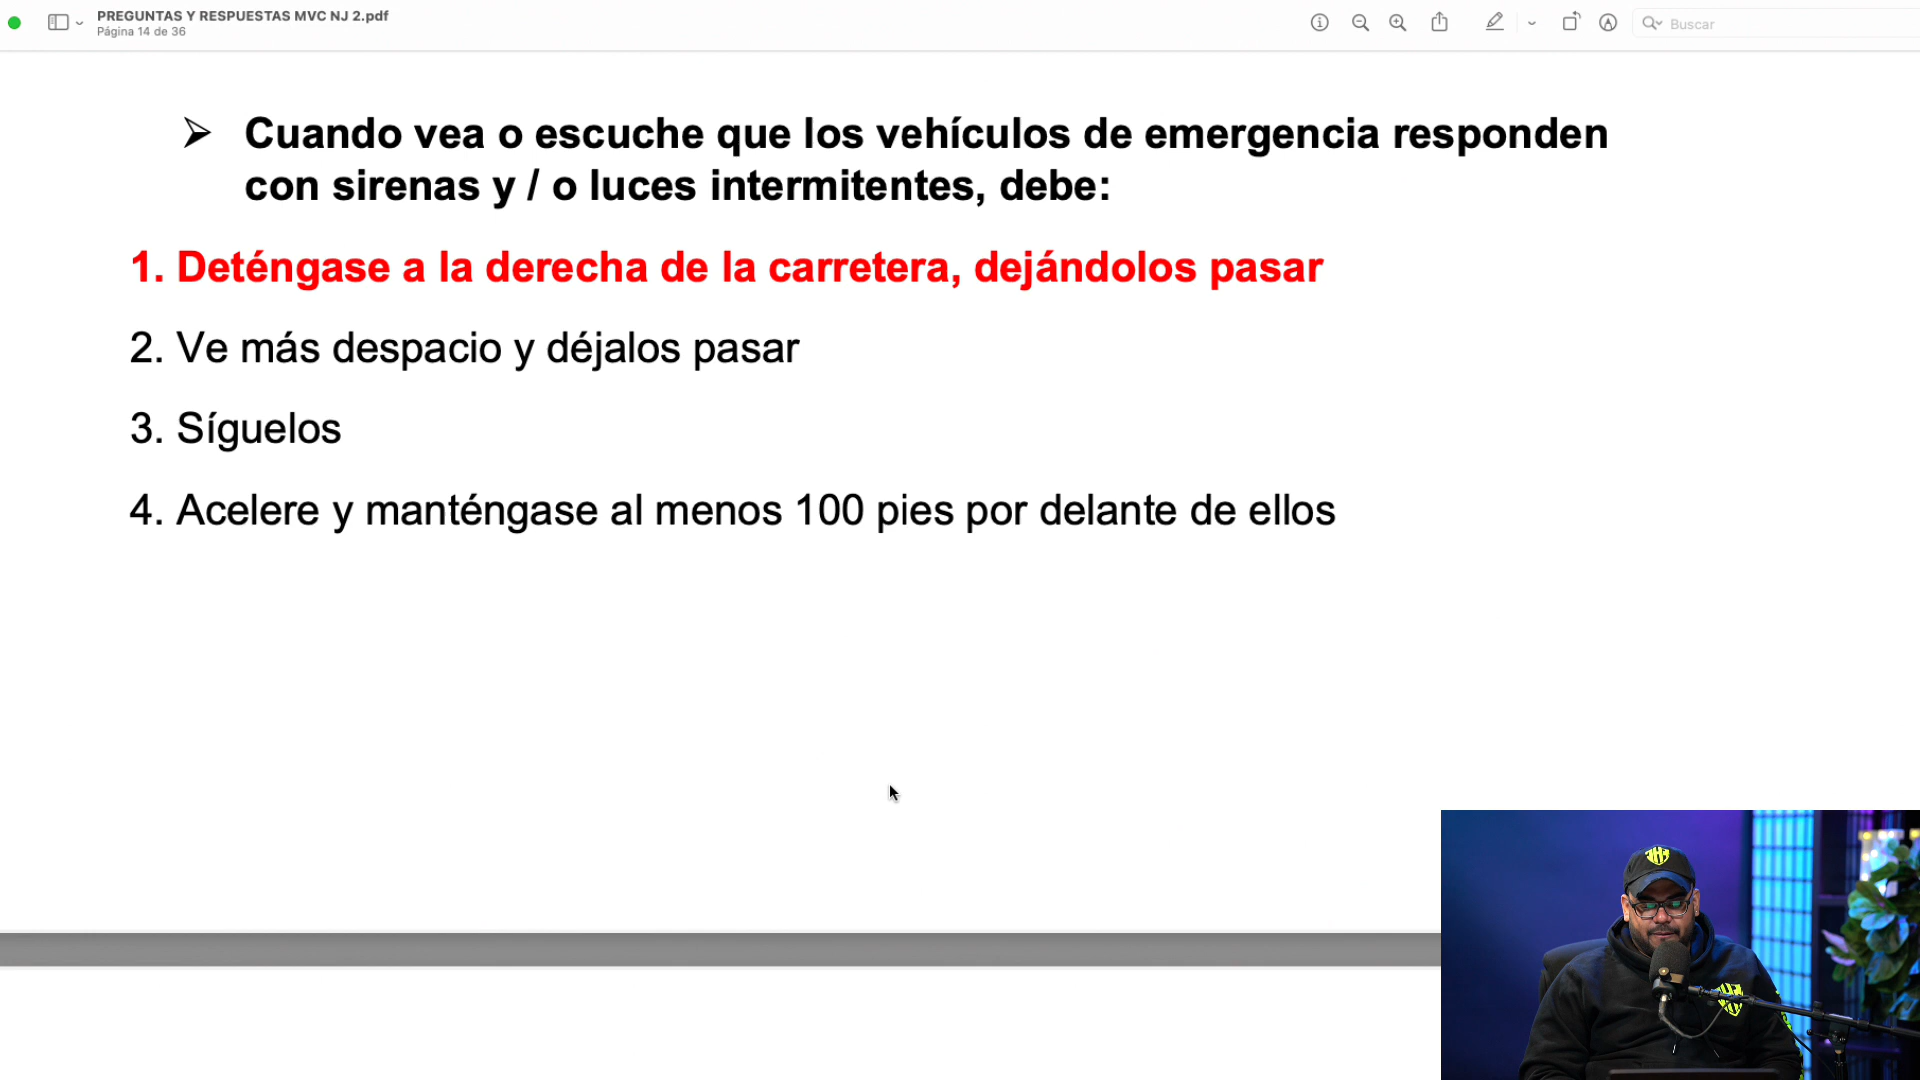 PREGUNTAS Y RESPUESTAS MVC NJ 2.pdf
Página 14 de 36
Buscar
➢ Cuando vea o escuche que los vehículos de emergencia responden
con sirenas y / o luces intermitentes, debe:
1. Deténgase a la derecha de la carretera, dejándolos pasar
2. Ve más despacio y déjalos pasar
3. Síguelos
4. Acelere y manténgase al menos 100 pies por delante de ellos